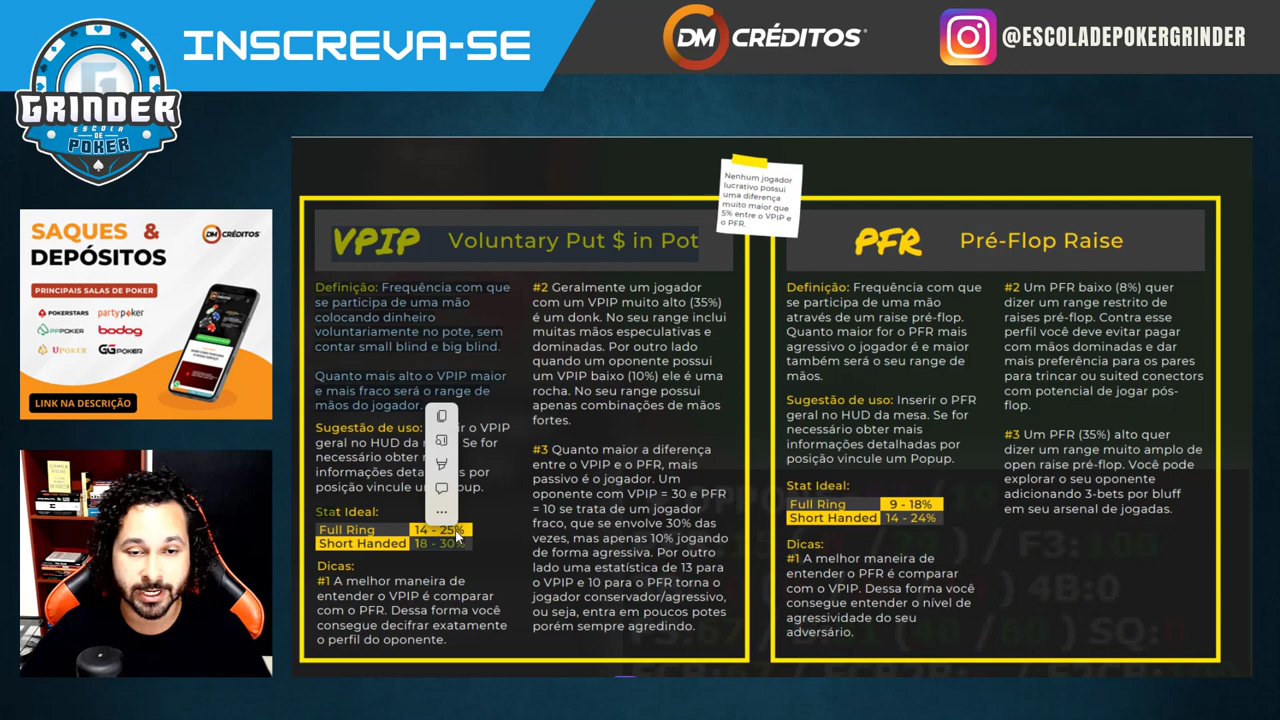 INSCREVA-SE
DM CRÉDITOS
@ESCOLADEPOKERGRINDER
GRINDER
ESCOLA
DE
POKER
SAQUES &
DEPÓSITOS
DM CRÉDITOS
PRINCIPAIS SALAS DE POKER
POKERSTARS
partypoker
PPPOKER
bodog
UPOKER
GGPOKER
LINK NA DESCRIÇÃO
Nenhum jogador
lucrativo possui
uma diferença
muito maior que
5% entre o VPIP e
o PFR.
VPIP Voluntary Put $ in Pot
Definição: Frequência com que
se participa de uma mão
colocando dinheiro
voluntariamente no pote, sem
contar small blind e big blind.
Quanto mais alto o VPIP maior
e mais fraco será o range de
mãos do jogador.
Sugestão de uso: ir o VPIP
geral no HUD da m . Se for
necessário obter
informações deta por
posição vincule u oup.
Stat Ideal:
Full Ring 14 - 25%
Short Handed 18 - 30%
Dicas:
#1 A melhor maneira de
entender o VPIP é comparar
com o PFR. Dessa forma você
consegue decifrar exatamente
o perfil do oponente.
#2 Geralmente um jogador
com um VPIP muito alto (35%)
é um donk. No seu range inclui
muitas mãos especulativas e
dominadas. Por outro lado
quando um oponente possui
um VPIP baixo (10%) ele é uma
rocha. No seu range possui
apenas combinações de mãos
fortes.
#3 Quanto maior a diferença
entre o VPIP e o PFR, mais
passivo é o jogador. Um
oponente com VPIP = 30 e PFR
= 10 se trata de um jogador
fraco, que se envolve 30% das
vezes, mas apenas 10% jogando
de forma agressiva. Por outro
lado uma estatística de 13 para
o VPIP e 10 para o PFR torna o
jogador conservador/agressivo,
ou seja, entra em poucos potes
porém sempre agredindo.
PFR Pré-Flop Raise
Definição: Frequência com que
se participa de uma mão
através de um raise pré-flop.
Quanto maior for o PFR mais
agressivo o jogador é e maior
também será o seu range de
mãos.
Sugestão de uso: Inserir o PFR
geral no HUD da mesa. Se for
necessário obter mais
informações detalhadas por
posição vincule um Popup.
Stat Ideal:
Full Ring 9 - 18%
Short Handed 14 - 24%
Dicas:
#1 A melhor maneira de
entender o PFR é comparar
com o VPIP. Dessa forma você
consegue entender o nível de
agressividade do seu
adversário.
#2 Um PFR baixo (8%) quer
dizer um range restrito de
raises pré-flop. Contra esse
perfil você deve evitar pagar
com mãos dominadas e dar
mais preferência para os pares
para trincar ou suited conectors
com potencial de jogar pós-
flop.
#3 Um PFR (35%) alto quer
dizer um range muito amplo de
open raise pré-flop. Você pode
explorar o seu oponente
adicionando 3-bets por bluff
em seu arsenal de jogadas.